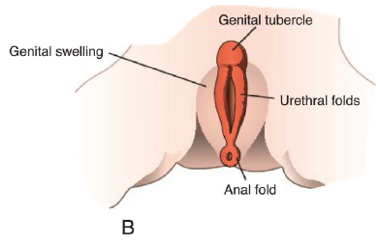 Genital tubercle
Genital swelling
Urethral folds
Anal fold
B